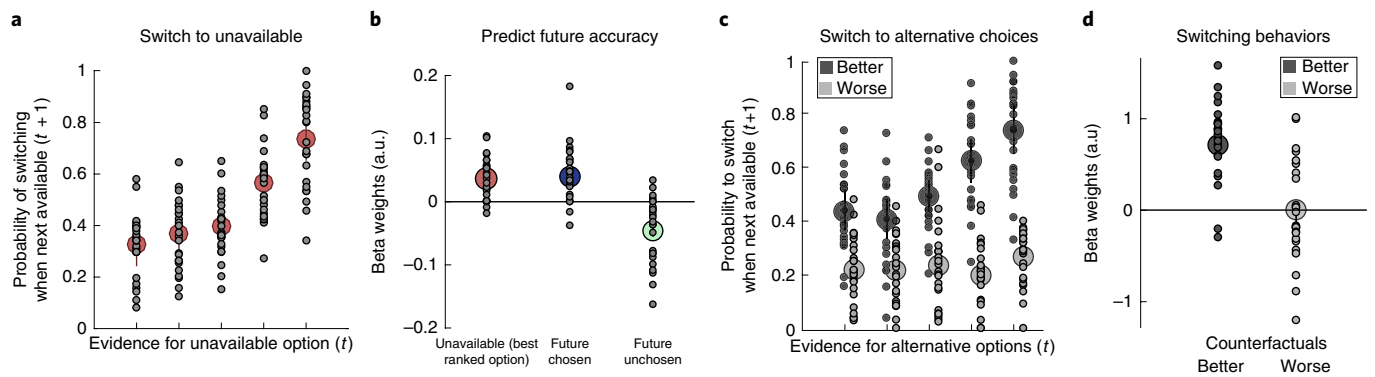 a
Switch to unavailable
Probability of switching
when next available (t + 1)
1
0.8
0.6
0.4
0.2
0
Evidence for unavailable option (t)
b
Predict future accuracy
Beta weights (a.u.)
0.2
0.1
0
–0.1
–0.2
Unavailable (best
ranked option)
Future
chosen
Future
unchosen
c
Switch to alternative choices
Probability to switch
when next available (t+1)
1
0.8
0.6
0.4
0.2
0
Better
Worse
Evidence for alternative options (t)
d
Switching behaviors
Beta weights (a.u)
1
0
–1
Better
Worse
Counterfactuals
Better Worse